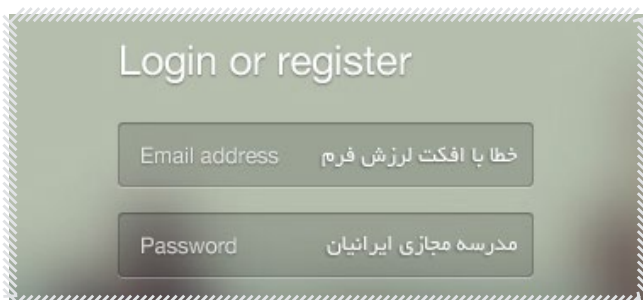 Login or register
Email address خطا با افکت لرزش فرم
Password مدرسه مجازی ایرانیان